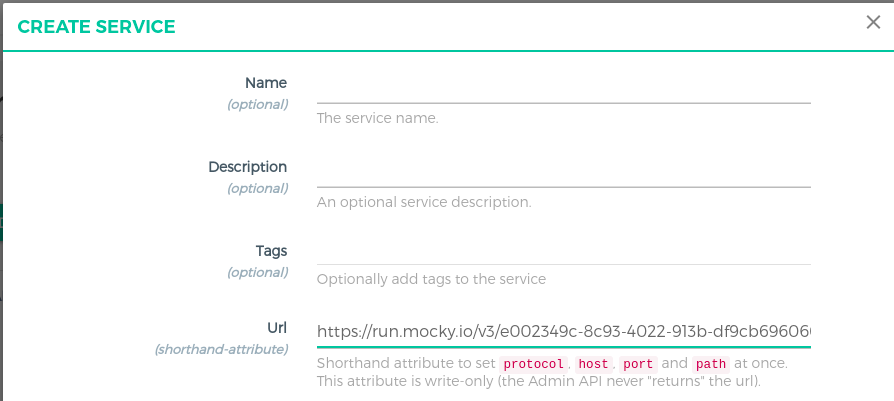 CREATE SERVICE
Name
(optional)
The service name.
Description
(optional)
An optional service description.
Tags
(optional)
Optionally add tags to the service
Url
(shorthand-attribute)
https://run.mocky.io/v3/e002349c-8c93-4022-913b-df9cb69606
Shorthand attribute to set protocol, host, port and path at once.
This attribute is write-only (the Admin API never "returns" the url).